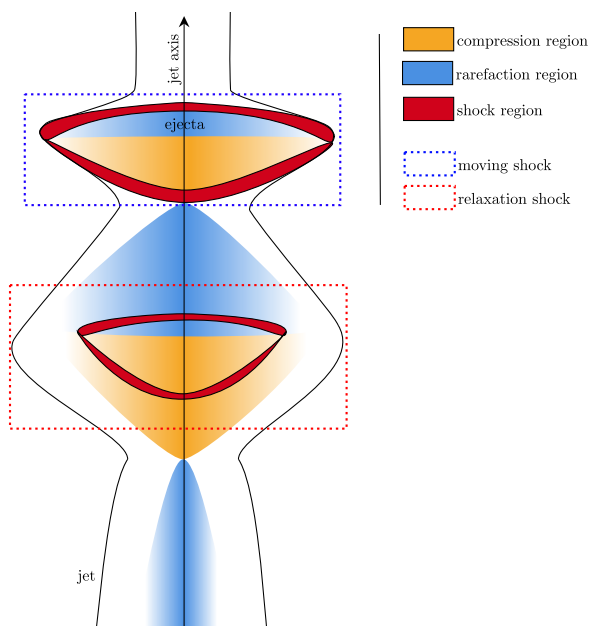 jet axis
ejecta
jet
compression region
rarefaction region
shock region
moving shock
relaxation shock